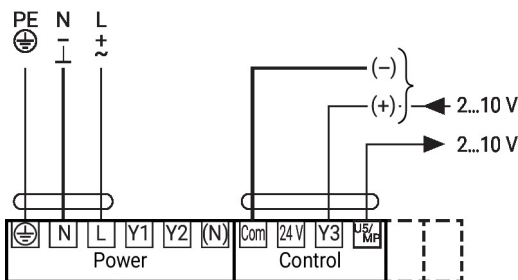 PE N L
– +
⊥ ~
(–)
(+) 2...10 V
2...10 V
N L Y1 Y2 (N) Com 24 V Y3 U5/MP
Power Control